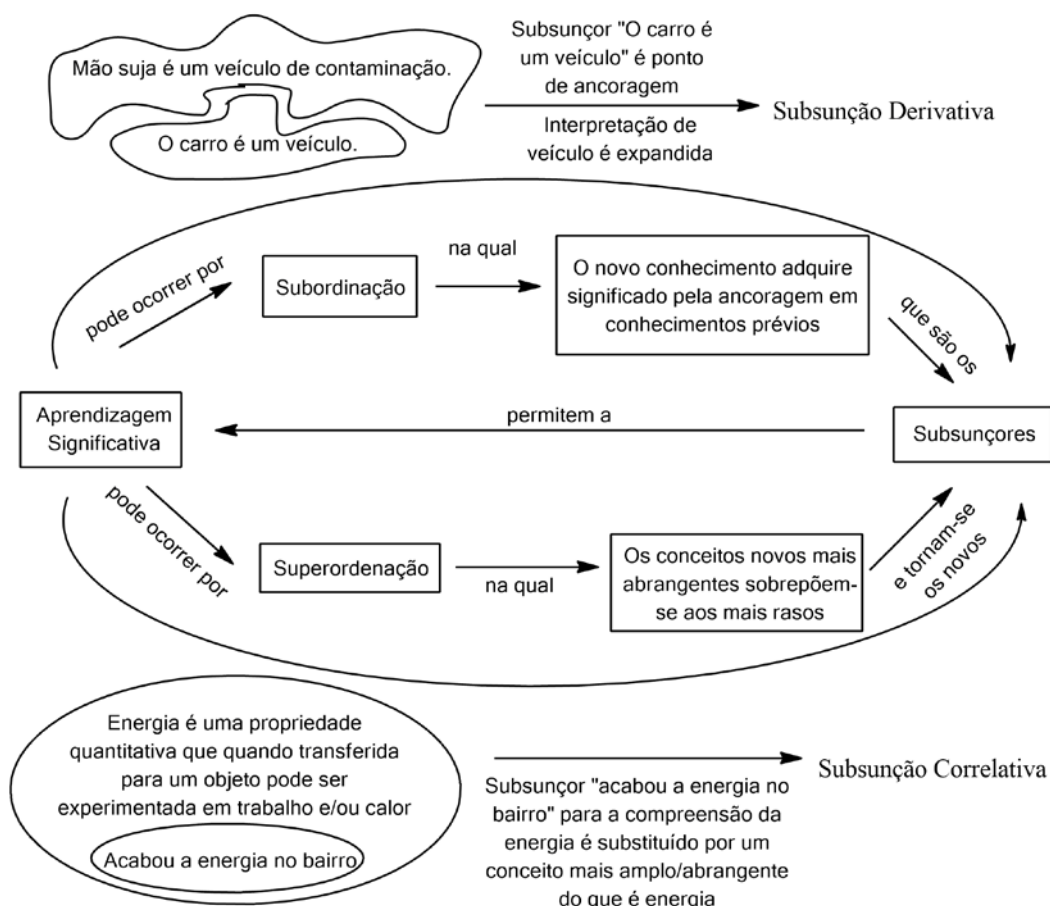 Mão suja é um veículo de contaminação.
O carro é um veículo.
Subsunçor "O carro é
um veículo" é ponto
de ancoragem
Interpretação de
veículo é expandida
Subsunção Derivativa
pode ocorrer por
Subordinação
na qual
O novo conhecimento adquire
significado pela ancoragem em
conhecimentos prévios
que são os
Aprendizagem
Significativa
permitem a
Subsunçores
pode ocorrer por
Superordenação
na qual
Os conceitos novos mais
abrangentes sobrepõem-
se aos mais rasos
e tornam-se
os novos
Energia é uma propriedade
quantitativa que quando transferida
para um objeto pode ser
experimentada em trabalho e/ou calor
Acabou a energia no bairro
Subsunçor "acabou a energia no
bairro" para a compreensão da
energia é substituído por um
conceito mais amplo/abrangente
do que é energia
Subsunção Correlativa